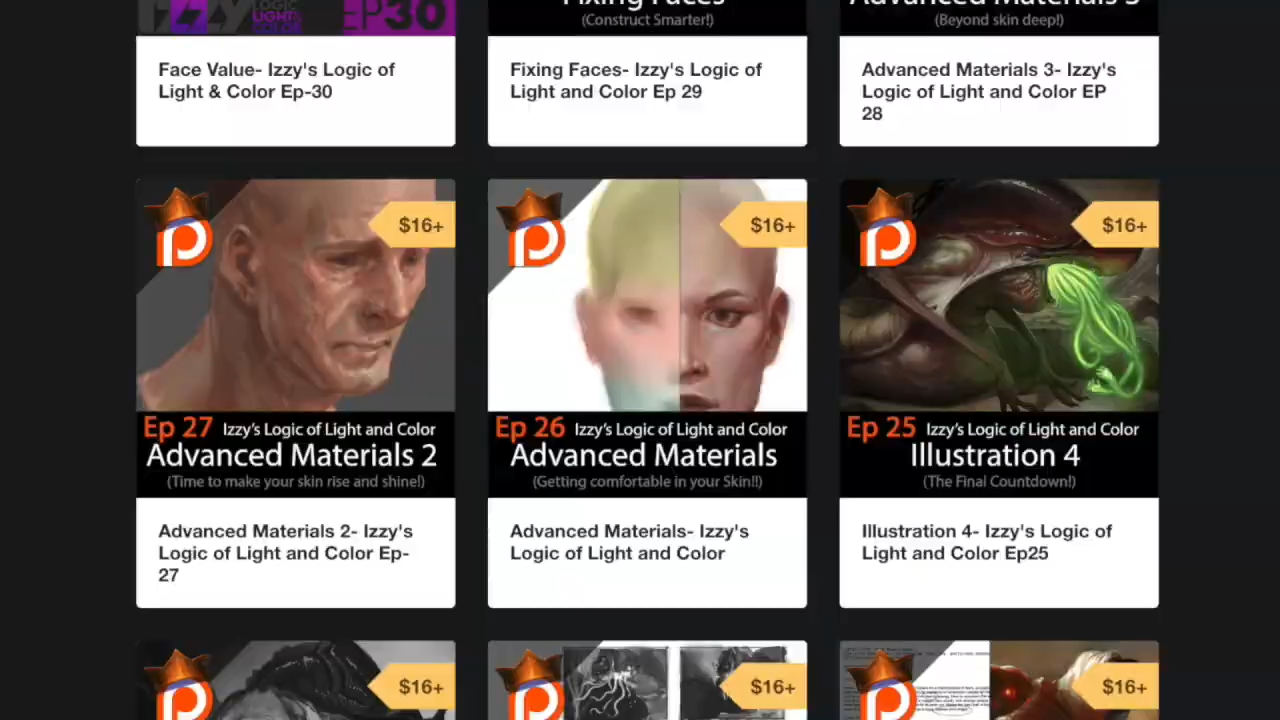 IZZY LOGIC LIGHT& COLOR EP30
Fixing Faces
(Construct Smarter!)
Advanced Materials 3
(Beyond skin deep!)
Face Value- Izzy's Logic of
Light & Color Ep-30
Fixing Faces- Izzy's Logic of
Light and Color Ep 29
Advanced Materials 3- Izzy's
Logic of Light and Color EP
28
$16+
$16+
$16+
Ep 27 Izzy's Logic of Light and Color
Advanced Materials 2
(Time to make your skin rise and shine!)
Ep 26 Izzy's Logic of Light and Color
Advanced Materials
(Getting comfortable in your Skin!!)
Ep 25 Izzy's Logic of Light and Color
Illustration 4
(The Final Countdown!)
Advanced Materials 2- Izzy's
Logic of Light and Color Ep-
27
Advanced Materials- Izzy's
Logic of Light and Color
Illustration 4- Izzy's Logic of
Light and Color Ep25
$16+
$16+
$16+